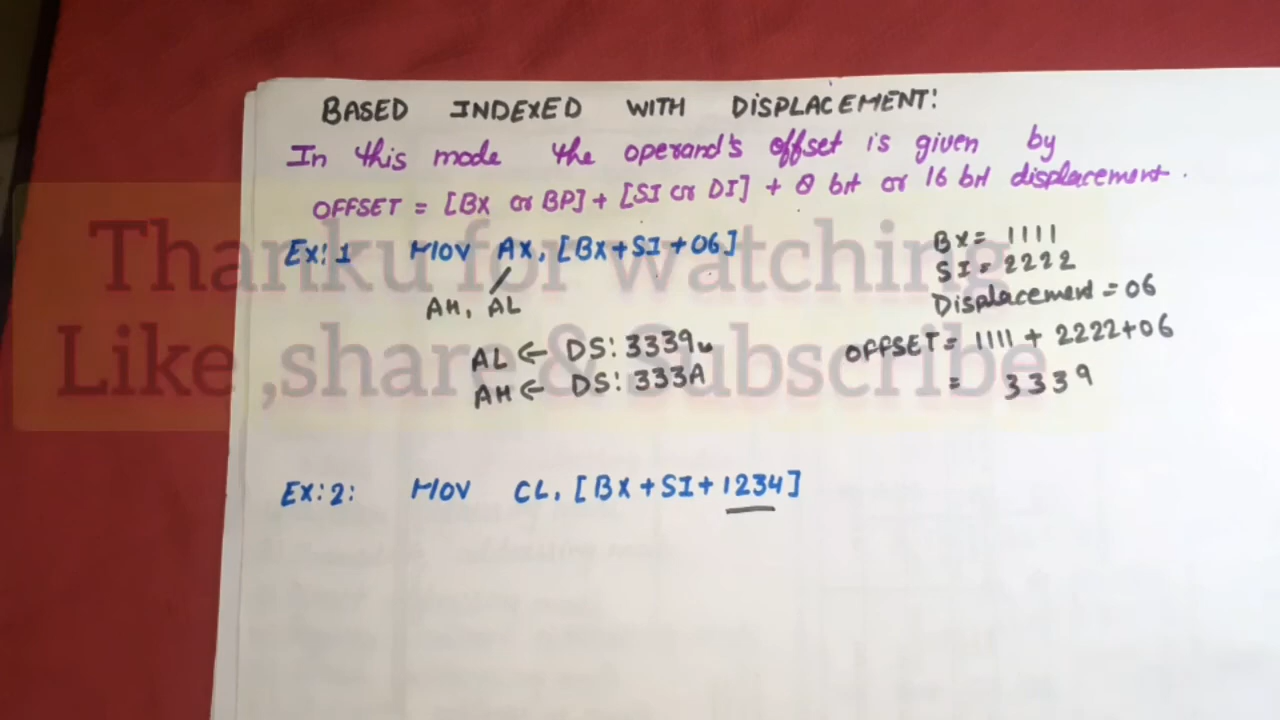 BASED INDEXED WITH DISPLACEMENT:
In this mode the operand's offset is given by
OFFSET = [BX or BP] + [SI or DI] + 8 bit or 16 bit displacement.
Ex:1 MOV AX, [BX+SI+06]
AH, AL
AL ← DS: 3339
AH ← DS: 333A
BX = 1111
SI = 2222
Displacement = 06
OFFSET = 1111 + 2222+06
= 3339
Ex:2: MOV CL, [BX+SI+1234]
Thanku for watching
Like ,share & Subscribe